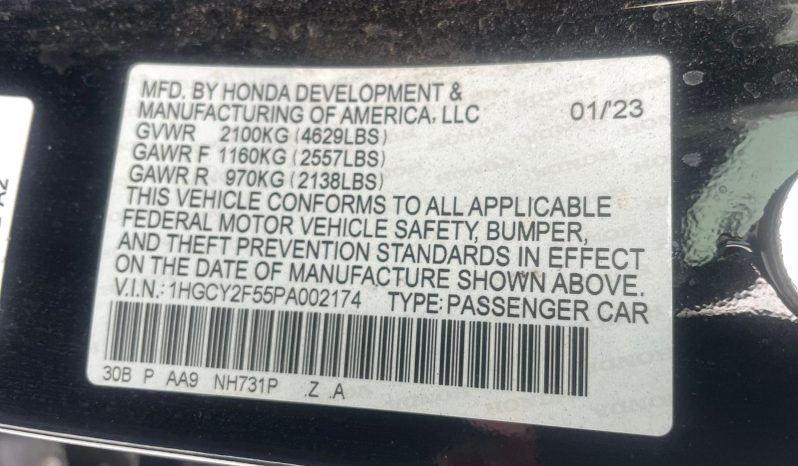 MFD. BY HONDA DEVELOPMENT &
MANUFACTURING OF AMERICA, LLC 01/'23
GVWR 2100KG (4629LBS)
GAWR F 1160KG (2557LBS)
GAWR R 970KG (2138LBS)
THIS VEHICLE CONFORMS TO ALL APPLICABLE
FEDERAL MOTOR VEHICLE SAFETY, BUMPER,
AND THEFT PREVENTION STANDARDS IN EFFECT
ON THE DATE OF MANUFACTURE SHOWN ABOVE.
V.I.N.: 1HGCY2F55PA002174 TYPE: PASSENGER CAR
30B P AA9 NH731P .Z .A